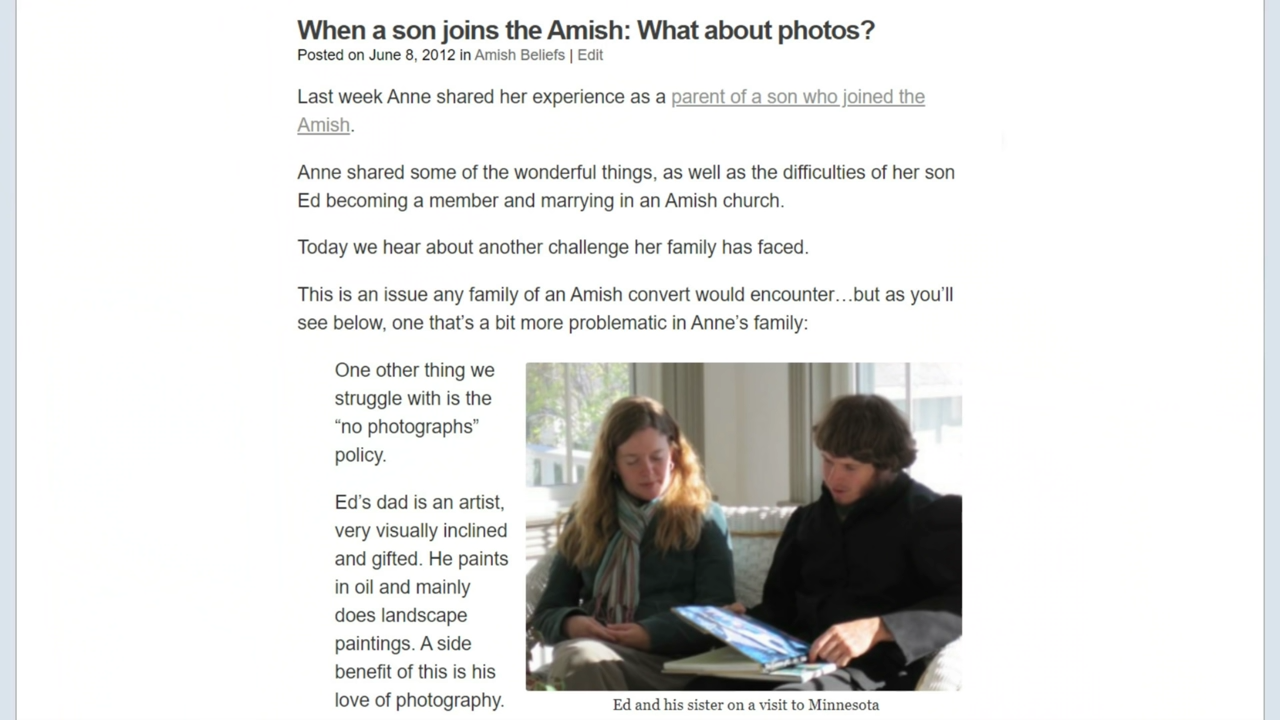 When a son joins the Amish: What about photos?
Posted on June 8, 2012 in Amish Beliefs | Edit
Last week Anne shared her experience as a parent of a son who joined the
Amish.
Anne shared some of the wonderful things, as well as the difficulties of her son
Ed becoming a member and marrying in an Amish church.
Today we hear about another challenge her family has faced.
This is an issue any family of an Amish convert would encounter…but as you’ll
see below, one that’s a bit more problematic in Anne’s family:
One other thing we
struggle with is the
“no photographs”
policy.
Ed’s dad is an artist,
very visually inclined
and gifted. He paints
in oil and mainly
does landscape
paintings. A side
benefit of this is his
love of photography.
Ed and his sister on a visit to Minnesota